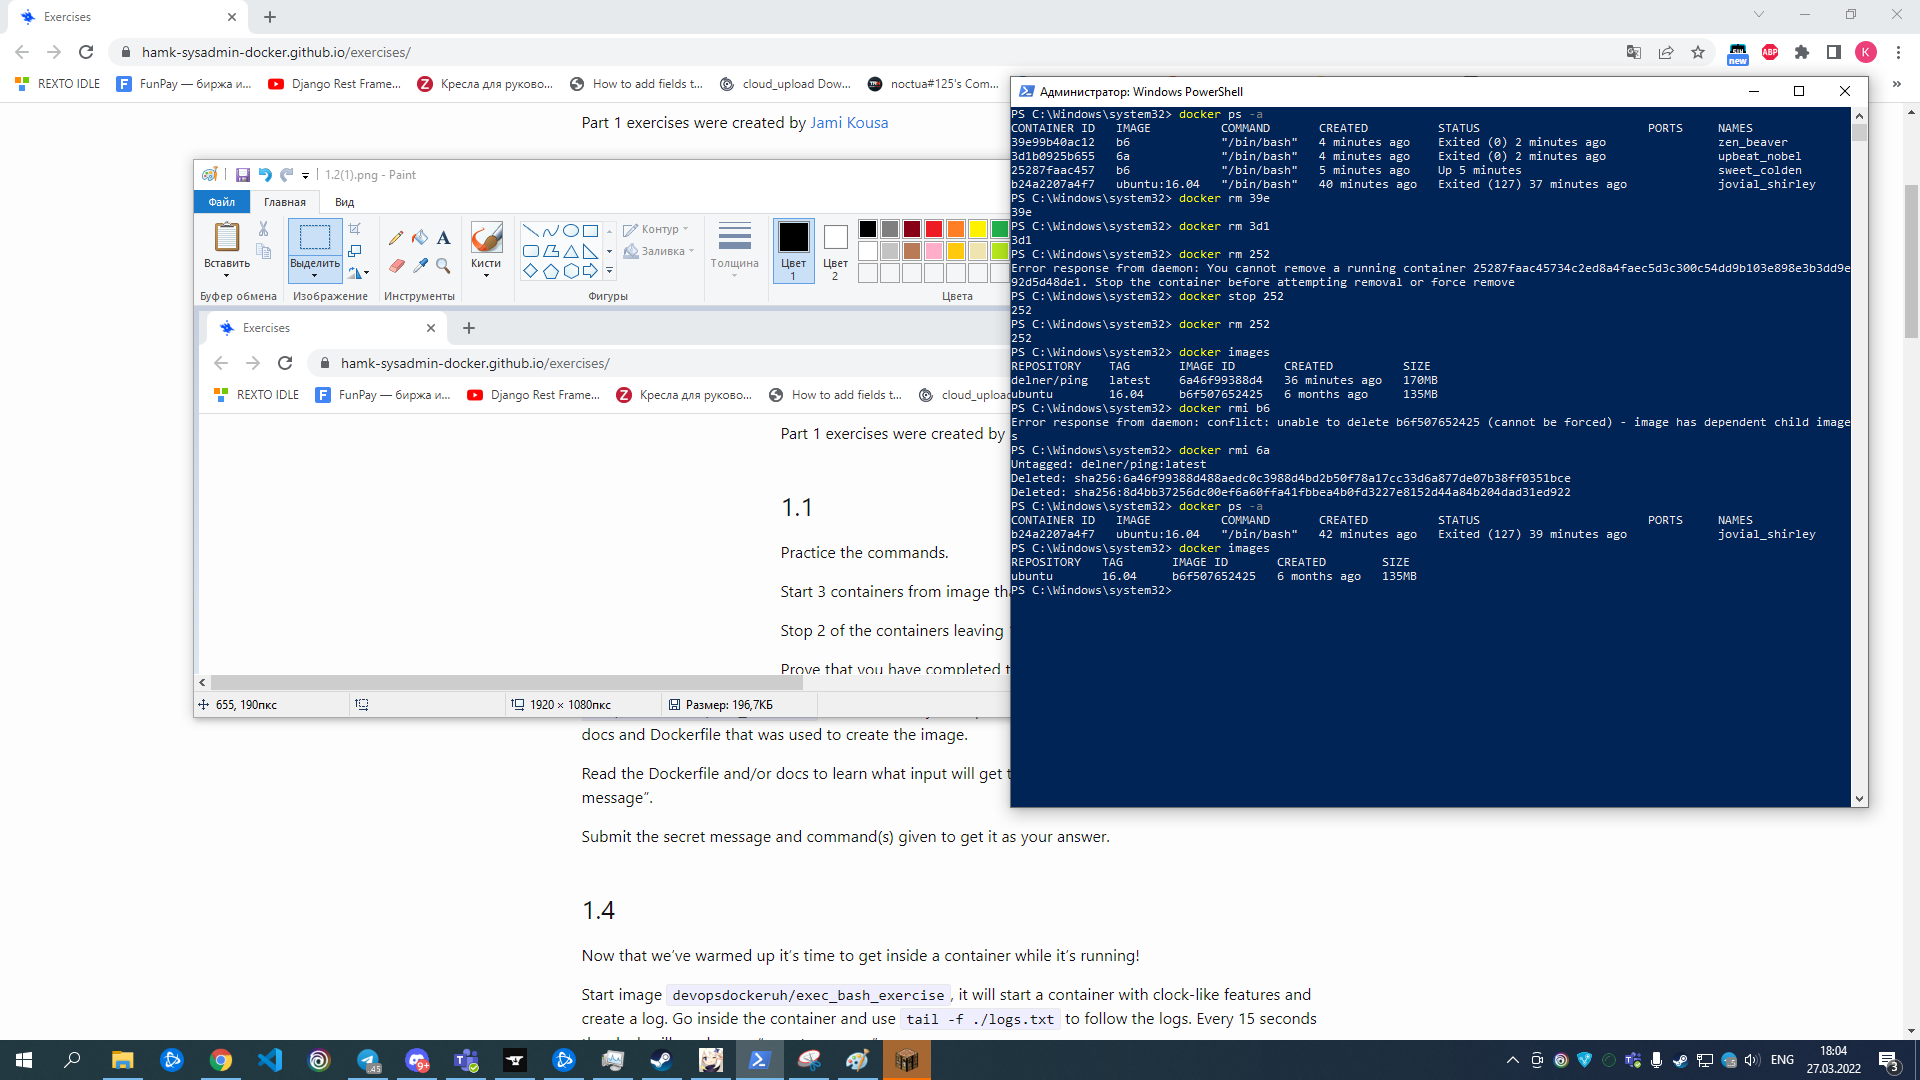 Exercises
hamk-sysadmin-docker.github.io/exercises/
new
ABP
K
REXTO IDLE
FunPay — биржа и...
Django Rest Frame...
Кресла для руково...
How to add fields t...
cloud_upload Dow...
noctua#125's Com...
»
Part 1 exercises were created by Jami Kousa
1.2(1).png - Paint
Файл
Главная
Вид
Вставить
Буфер обмена
Выделить
Изображение
Инструменты
Кисти
Контур
Заливка
Фигуры
Толщина
Цвет 1
Цвет 2
Цвета
Exercises
hamk-sysadmin-docker.github.io/exercises/
REXTO IDLE
FunPay — биржа и...
Django Rest Frame...
Кресла для руково...
How to add fields t...
cloud_upload
Part 1 exercises were created by
1.1
Practice the commands.
Start 3 containers from image tha
Stop 2 of the containers leaving
Prove that you have completed t
655, 190пкс
1920 × 1080пкс
Размер: 196,7КБ
docs and Dockerfile that was used to create the image.
Read the Dockerfile and/or docs to learn what input will get t
message”.
Submit the secret message and command(s) given to get it as your answer.
1.4
Now that we’ve warmed up it’s time to get inside a container while it’s running!
Start image devopsdockeruh/exec_bash_exercise, it will start a container with clock-like features and
create a log. Go inside the container and use tail -f ./logs.txt to follow the logs. Every 15 seconds
Администратор: Windows PowerShell
PS C:\Windows\system32> docker ps -a
CONTAINER ID IMAGE COMMAND CREATED STATUS PORTS NAMES
39e99b40ac12 b6 "/bin/bash" 4 minutes ago Exited (0) 2 minutes ago zen_beaver
3d1b0925b655 6a "/bin/bash" 4 minutes ago Exited (0) 2 minutes ago upbeat_nobel
25287faac457 b6 "/bin/bash" 5 minutes ago Up 5 minutes sweet_colden
b24a2207a4f7 ubuntu:16.04 "/bin/bash" 40 minutes ago Exited (127) 37 minutes ago jovial_shirley
PS C:\Windows\system32> docker rm 39e
39e
PS C:\Windows\system32> docker rm 3d1
3d1
PS C:\Windows\system32> docker rm 252
Error response from daemon: You cannot remove a running container 25287faac45734c2ed8a4faec5d3c300c54dd9b103e898e3b3dd9e
92d5d48de1. Stop the container before attempting removal or force remove
PS C:\Windows\system32> docker stop 252
252
PS C:\Windows\system32> docker rm 252
252
PS C:\Windows\system32> docker images
REPOSITORY TAG IMAGE ID CREATED SIZE
delner/ping latest 6a46f99388d4 36 minutes ago 170MB
ubuntu 16.04 b6f507652425 6 months ago 135MB
PS C:\Windows\system32> docker rmi b6
Error response from daemon: conflict: unable to delete b6f507652425 (cannot be forced) - image has dependent child image
s
PS C:\Windows\system32> docker rmi 6a
Untagged: delner/ping:latest
Deleted: sha256:6a46f99388d488aedc0c3988d4bd2b50f78a17cc33d6a877de07b38ff0351bce
Deleted: sha256:8d4bb37256dc00ef6a60ffa41fbbea4b0fd3227e8152d44a84b204dad31ed922
PS C:\Windows\system32> docker ps -a
CONTAINER ID IMAGE COMMAND CREATED STATUS PORTS NAMES
b24a2207a4f7 ubuntu:16.04 "/bin/bash" 42 minutes ago Exited (127) 39 minutes ago jovial_shirley
PS C:\Windows\system32> docker images
REPOSITORY TAG IMAGE ID CREATED SIZE
ubuntu 16.04 b6f507652425 6 months ago 135MB
PS C:\Windows\system32>
.45
9+
ENG
18:04
27.03.2022
3